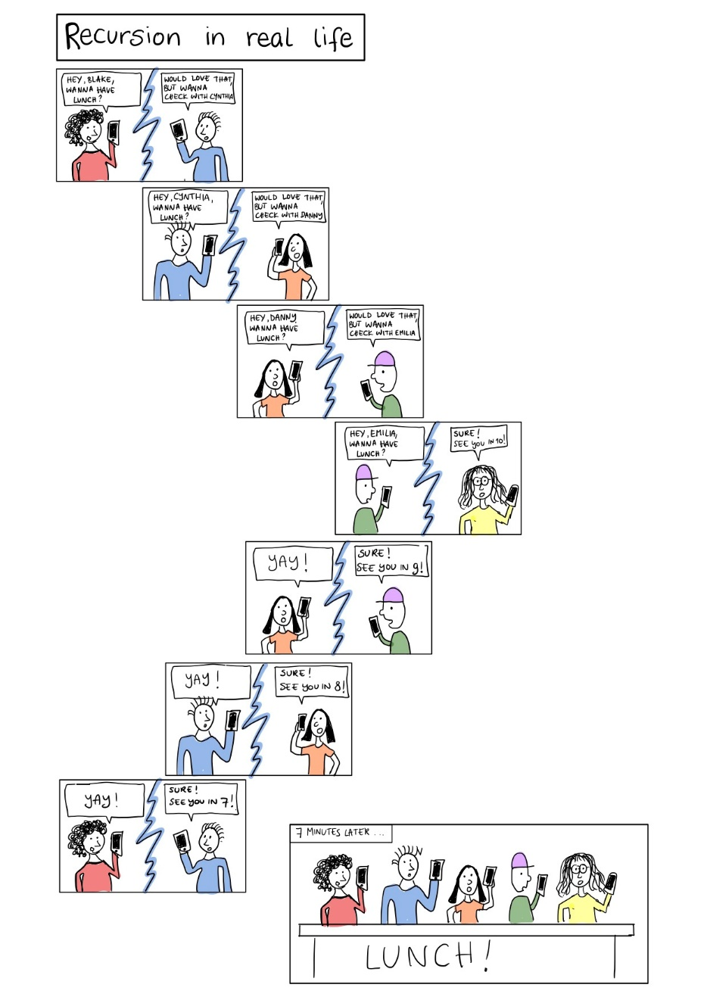 Recursion in real life
HEY, BLAKE,
WANNA HAVE
LUNCH?
WOULD LOVE THAT,
BUT WANNA
CHECK WITH CYNTHIA
HEY, CYNTHIA,
WANNA HAVE
LUNCH?
WOULD LOVE THAT,
BUT WANNA
CHECK WITH DANNY
HEY, DANNY,
WANNA HAVE
LUNCH?
WOULD LOVE THAT,
BUT WANNA
CHECK WITH EMILIA
HEY, EMILIA,
WANNA HAVE
LUNCH?
SURE!
SEE YOU IN 10!
YAY!
SURE!
SEE YOU IN 9!
YAY!
SURE!
SEE YOU IN 8!
YAY!
SURE!
SEE YOU IN 7!
7 MINUTES LATER...
LUNCH!